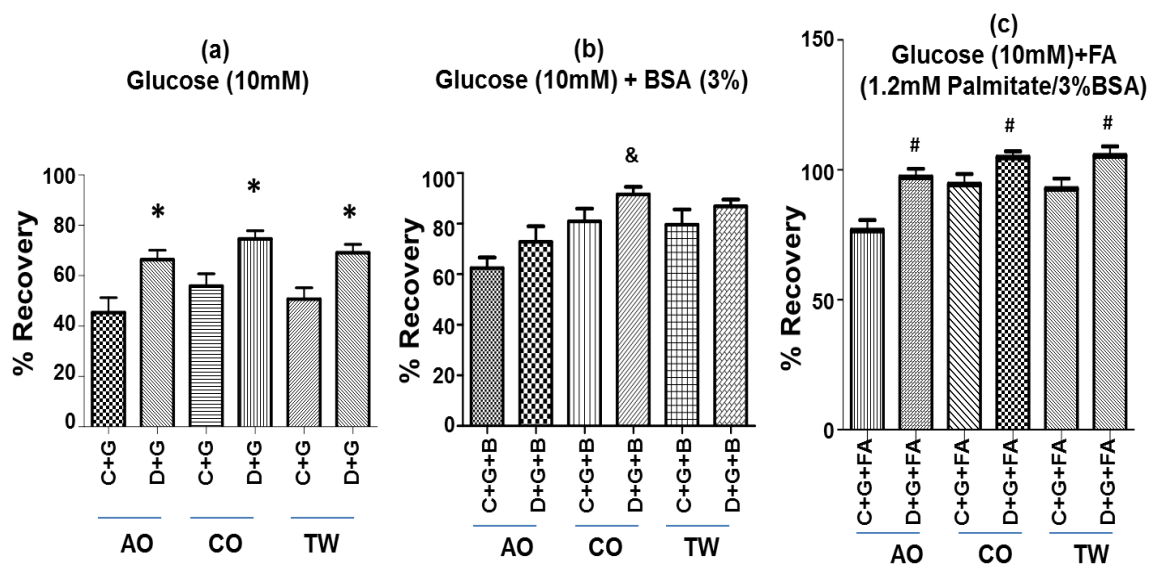 (a)
Glucose (10mM)
% Recovery
100
80
60
40
20
0
*
*
*
C+G
D+G
C+G
D+G
C+G
D+G
AO
CO
TW
(b)
Glucose (10mM) + BSA (3%)
% Recovery
100
80
60
40
20
0
&
C+G+B
D+G+B
C+G+B
D+G+B
C+G+B
D+G+B
AO
CO
TW
(c)
Glucose (10mM)+FA
(1.2mM Palmitate/3%BSA)
% Recovery
150
100
50
0
#
#
#
C+G+FA
D+G+FA
C+G+FA
D+G+FA
C+G+FA
D+G+FA
AO
CO
TW